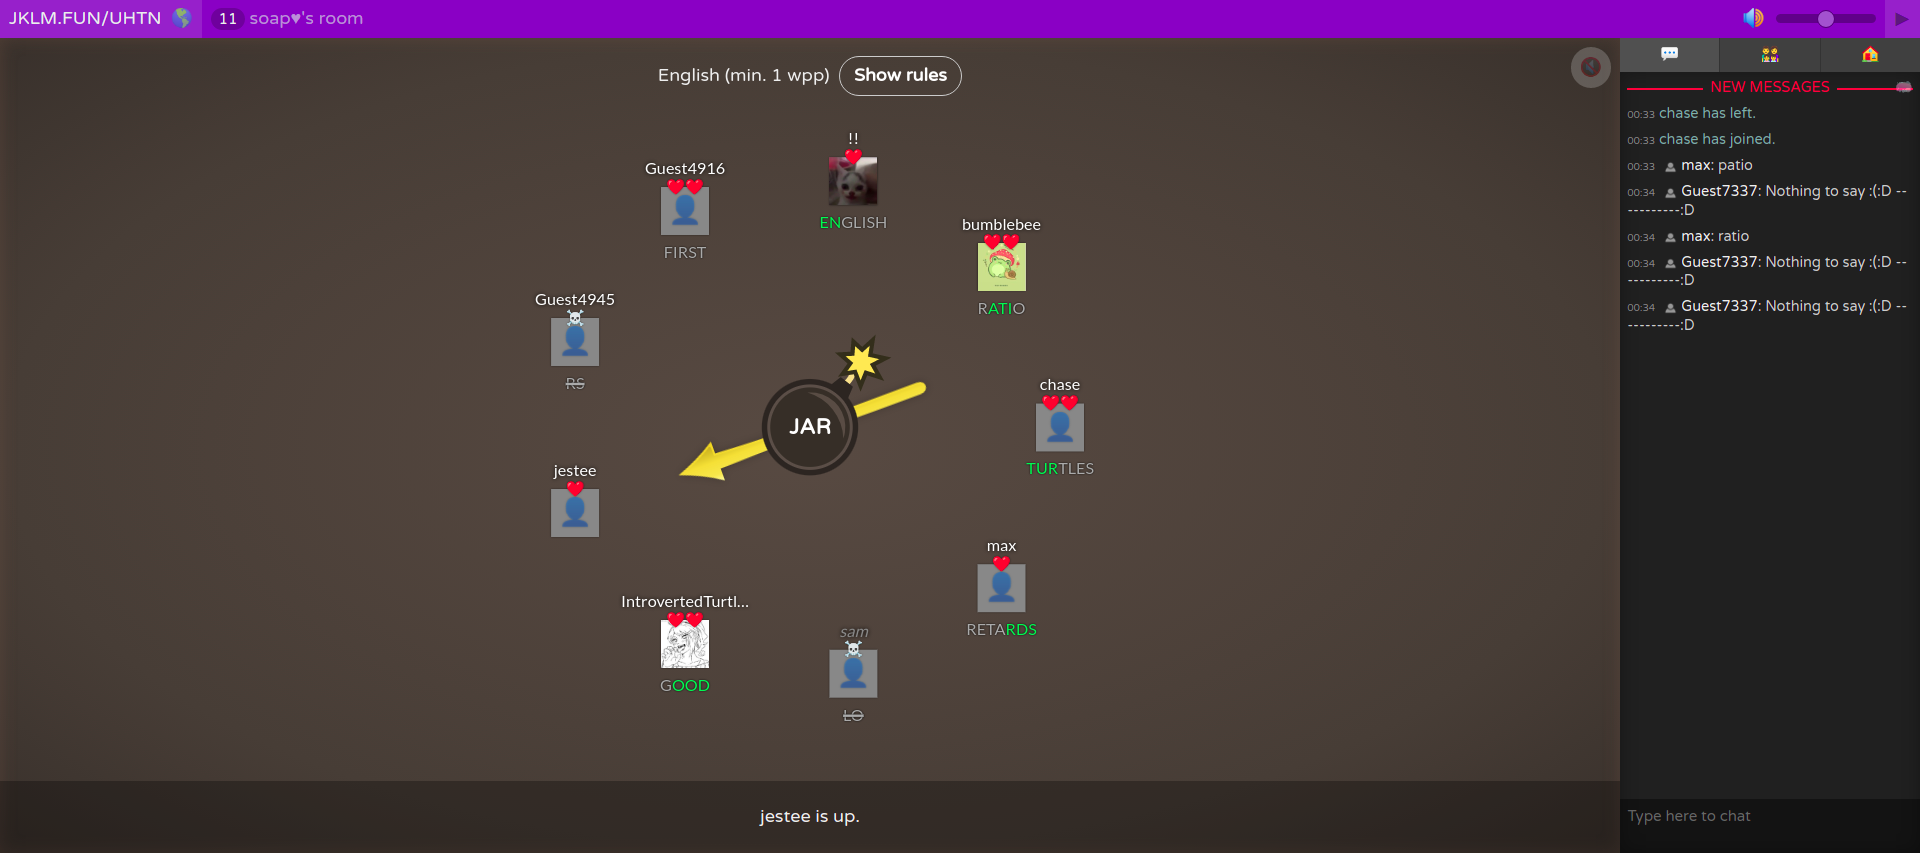 JKLM.FUN/UHTN
11 soap♥'s room
English (min. 1 wpp) Show rules
!!
ENGLISH
Guest4916
FIRST
bumblebee
RATIO
Guest4945
RS
chase
TURTLES
JAR
jestee
max
RETARDS
IntrovertedTurtl...
GOOD
sam
LO
jestee is up.
NEW MESSAGES
00:33 chase has left.
00:33 chase has joined.
00:33 max: patio
00:34 Guest7337: Nothing to say :(:D --
-----------:D
00:34 max: ratio
00:34 Guest7337: Nothing to say :(:D --
-----------:D
00:34 Guest7337: Nothing to say :(:D --
-----------:D
Type here to chat